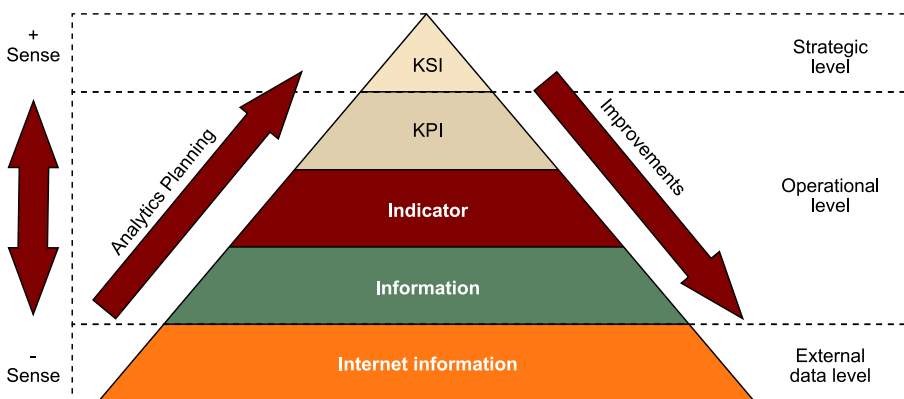 +
Sense
KSI
Strategic
level
KPI
Analytics Planning
Improvements
Operational
level
Indicator
Information
-
Sense
Internet information
External
data level